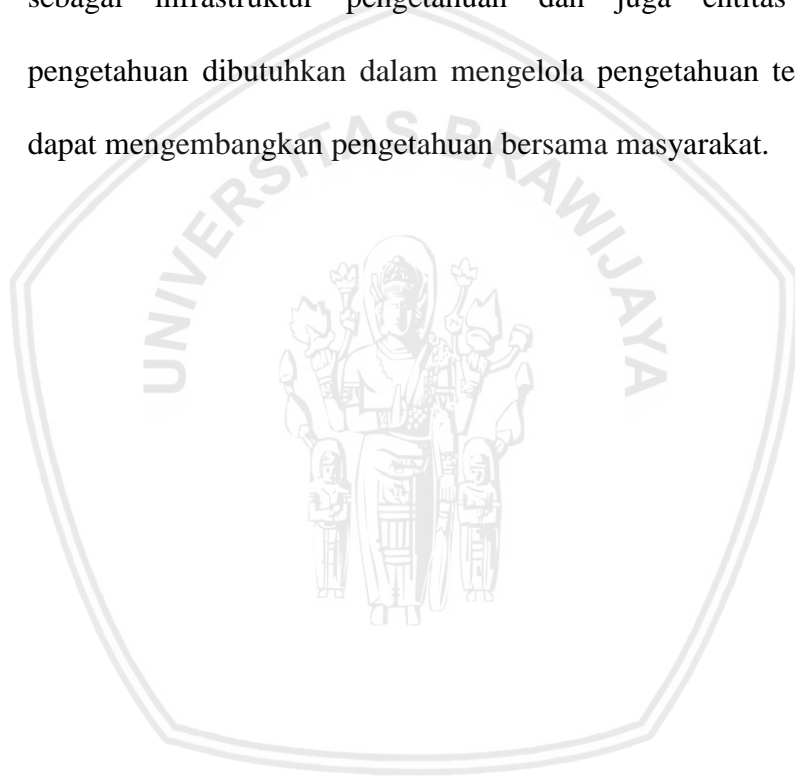 sebagai infrastruktur pengetahuan dan juga entitas
pengetahuan dibutuhkan dalam mengelola pengetahuan te
dapat mengembangkan pengetahuan bersama masyarakat.
UNIVERSITAS BRAWIJAYA